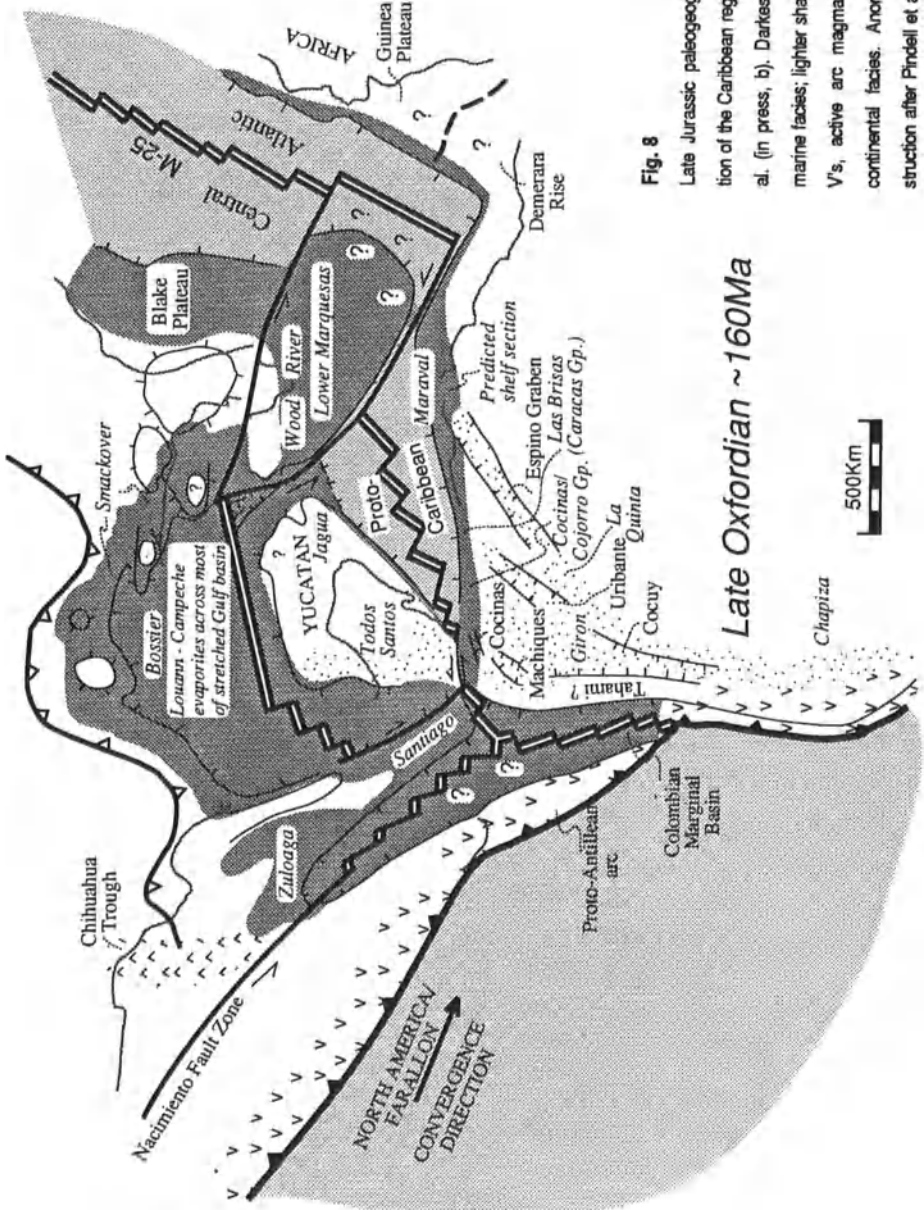 Chihuahua
Trough
Nacimiento Fault Zone
NORTH AMERICA/
FARALLON
CONVERGENCE
DIRECTION
Zuloaga
Smackover
Bossier
Louann - Campeche
evaporites across most
of stretched Gulf basin
?
?
YUCATAN
Jagua
Todos
Santos
Santiago
?
?
Proto-Antillean
arc
Colombian
Marginal
Basin
Blake
Plateau
Wood River
Lower Marquesas
?
?
?
?
Proto-
Caribbean
Maraval
M-25
Central
Atlantic
AFRICA
Guinea
Plateau
?
?
Demerara
Rise
Predicted
shelf section
Espino Graben
Las Brisas
(Caracas Gp.)
Cocinas/
Cojorro Gp.
La
Quinta
Uribante
Cocuy
Giron
Machiques
Cocinas
Tahami ?
Chapiza
Late Oxfordian ~160Ma
500Km
Fig. 8
Late Jurassic paleogeog
tion of the Caribbean reg
al. (in press, b). Darkes
marine facies; lighter sha
V's, active arc magma
continental facies. Anor
struction after Pindell et a